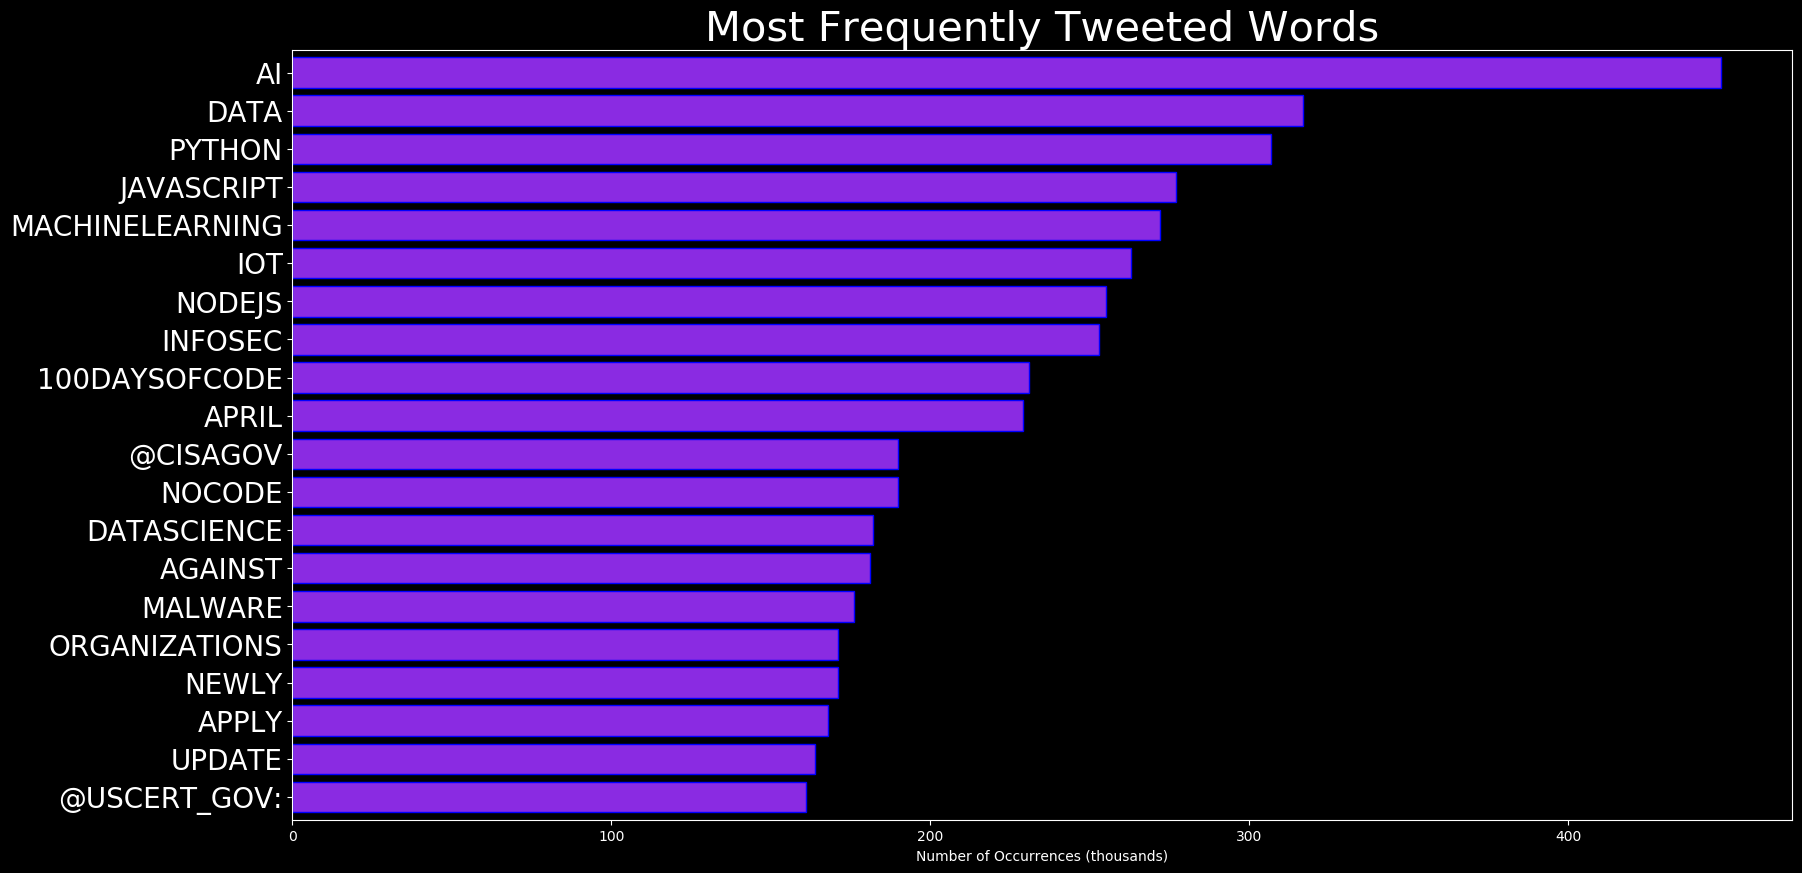 Most Frequently Tweeted Words
AI
DATA
PYTHON
JAVASCRIPT
MACHINELEARNING
IOT
NODEJS
INFOSEC
100DAYSOFCODE
APRIL
@CISAGOV
NOCODE
DATASCIENCE
AGAINST
MALWARE
ORGANIZATIONS
NEWLY
APPLY
UPDATE
@USCERT_GOV:
0 100 200 300 400
Number of Occurrences (thousands)